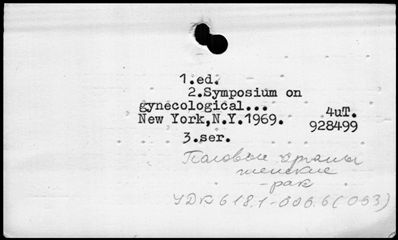 1.ed.
2.Symposium on
gynecological...
New York,N.Y.1969.
4uT.
928499
3.ser.
Половые органы
женские
-рак
УДК 618.1-006.6(063)